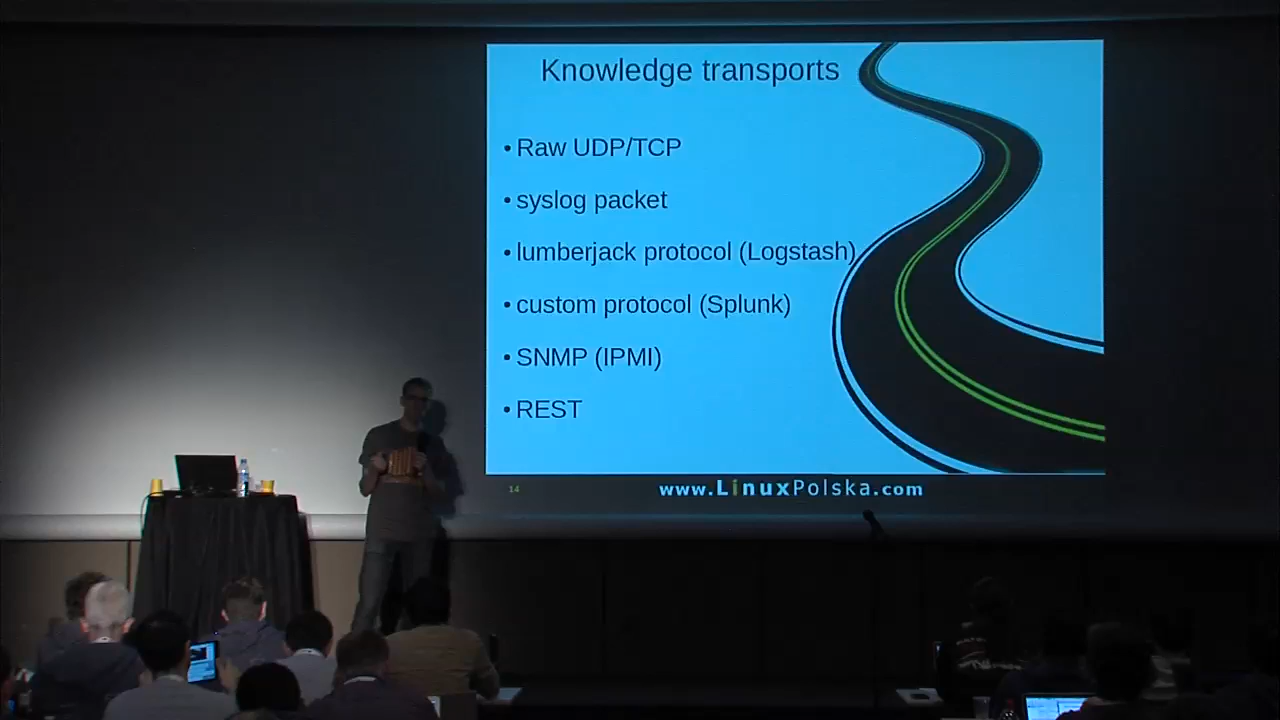 Knowledge transports
• Raw UDP/TCP
• syslog packet
• lumberjack protocol (Logstash)
• custom protocol (Splunk)
• SNMP (IPMI)
• REST
14
www.LinuxPolska.com